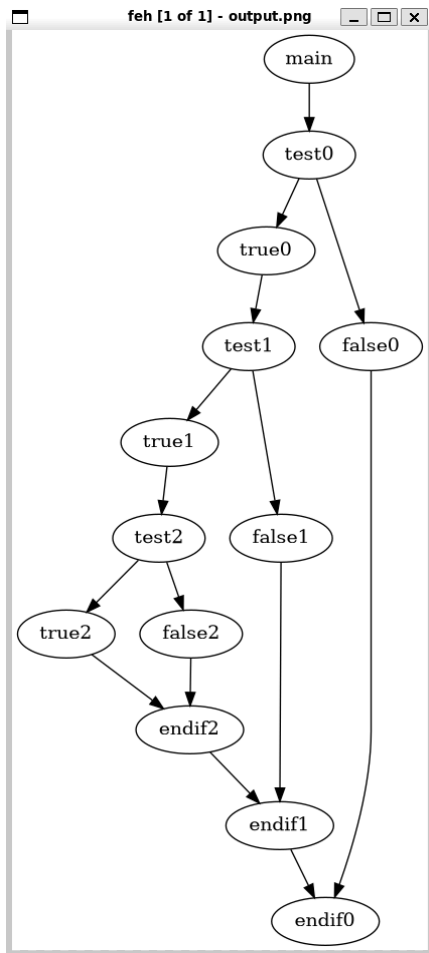 feh [1 of 1] - output.png
main
test0
true0
test1
false0
true1
test2
false1
true2
false2
endif2
endif1
endif0